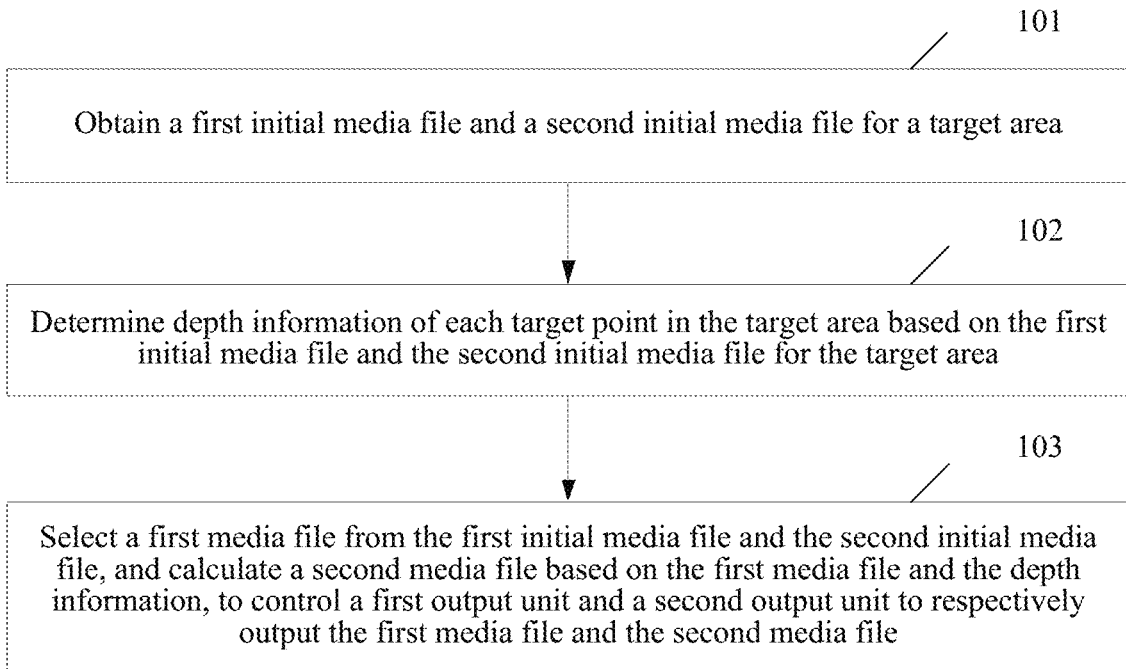 101
Obtain a first initial media file and a second initial media file for a target area
102
Determine depth information of each target point in the target area based on the first
initial media file and the second initial media file for the target area
103
Select a first media file from the first initial media file and the second initial media
file, and calculate a second media file based on the first media file and the depth
information, to control a first output unit and a second output unit to respectively
output the first media file and the second media file